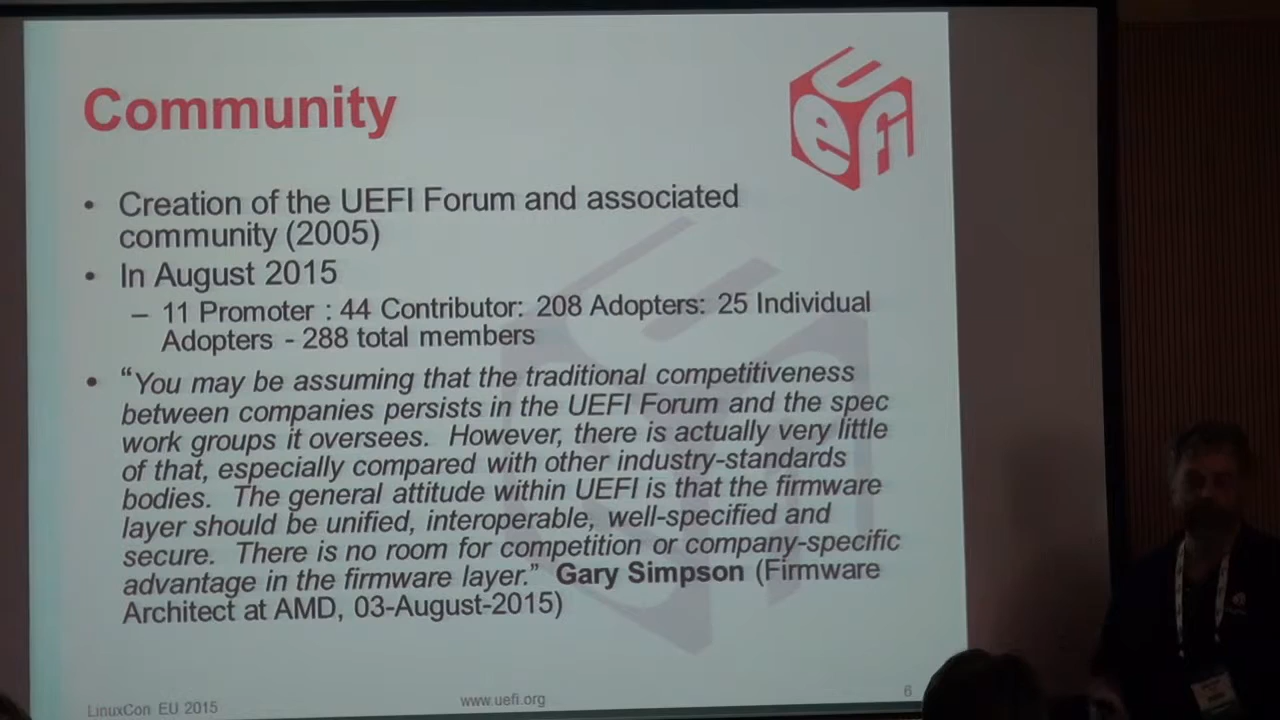 Community
UEFI
• Creation of the UEFI Forum and associated
community (2005)
• In August 2015
– 11 Promoter : 44 Contributor: 208 Adopters: 25 Individual
Adopters - 288 total members
• “You may be assuming that the traditional competitiveness
between companies persists in the UEFI Forum and the spec
work groups it oversees. However, there is actually very little
of that, especially compared with other industry-standards
bodies. The general attitude within UEFI is that the firmware
layer should be unified, interoperable, well-specified and
secure. There is no room for competition or company-specific
advantage in the firmware layer.” Gary Simpson (Firmware
Architect at AMD, 03-August-2015)
LinuxCon EU 2015
www.uefi.org
6